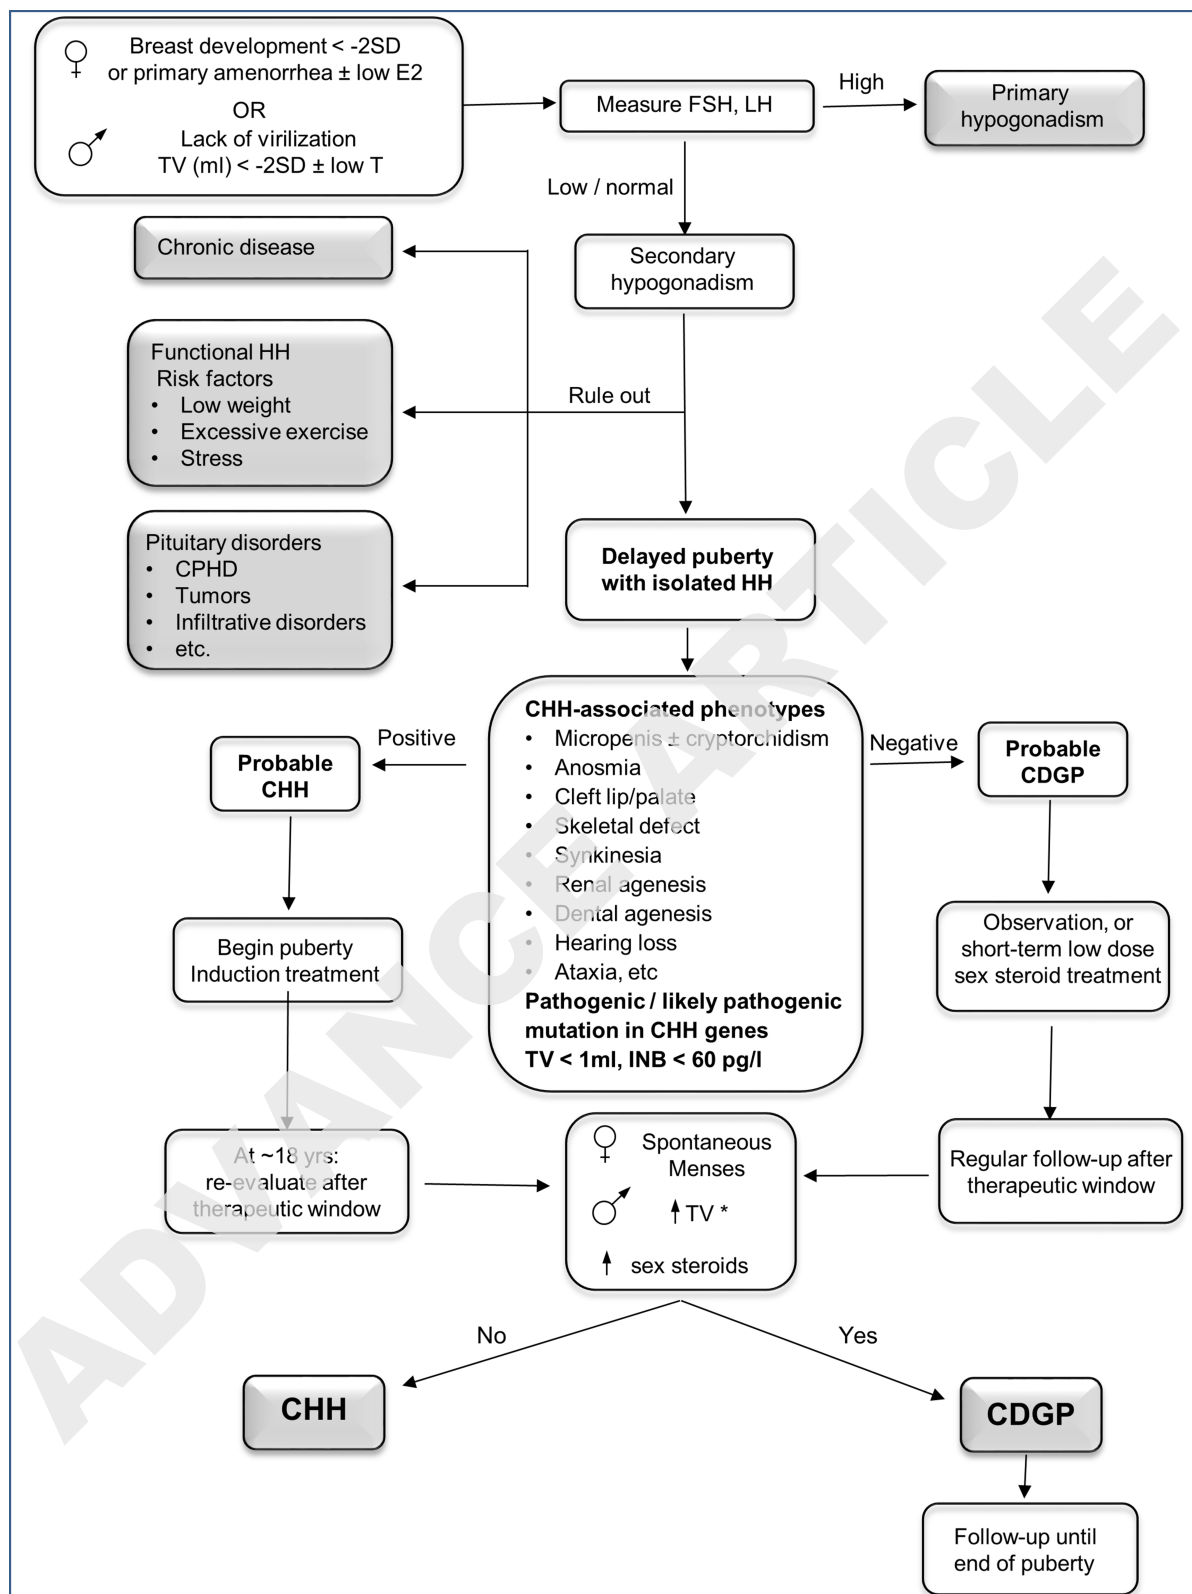 Breast development < -2SD
or primary amenorrhea ± low E2
OR
Lack of virilization
TV (ml) < -2SD ± low T
Measure FSH, LH
High
Primary
hypogonadism
Low / normal
Secondary
hypogonadism
Chronic disease
Functional HH
Risk factors
• Low weight
• Excessive exercise
• Stress
Rule out
Pituitary disorders
• CPHD
• Tumors
• Infiltrative disorders
• etc.
Delayed puberty
with isolated HH
CHH-associated phenotypes
• Micropenis ± cryptorchidism
• Anosmia
• Cleft lip/palate
• Skeletal defect
• Synkinesia
• Renal agenesis
• Dental agenesis
• Hearing loss
• Ataxia, etc
Pathogenic / likely pathogenic
mutation in CHH genes
TV < 1ml, INB < 60 pg/l
Positive
Probable
CHH
Negative
Probable
CDGP
Begin puberty
Induction treatment
Observation, or
short-term low dose
sex steroid treatment
At ~18 yrs:
re-evaluate after
therapeutic window
Spontaneous
Menses
TV *
sex steroids
Regular follow-up after
therapeutic window
No
Yes
CHH
CDGP
Follow-up until
end of puberty
ADVANCE ARTICLE